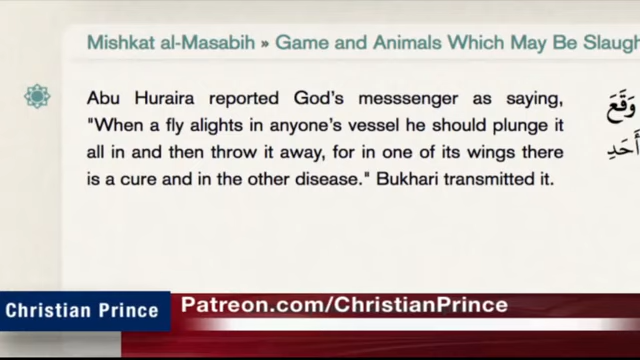 Mishkat al-Masabih » Game and Animals Which May Be Slaugh
Abu Huraira reported God's messsenger as saying,
"When a fly alights in anyone's vessel he should plunge it
all in and then throw it away, for in one of its wings there
is a cure and in the other disease." Bukhari transmitted it.
وَقَعَ
أَحَدِ
Christian Prince
Patreon.com/ChristianPrince